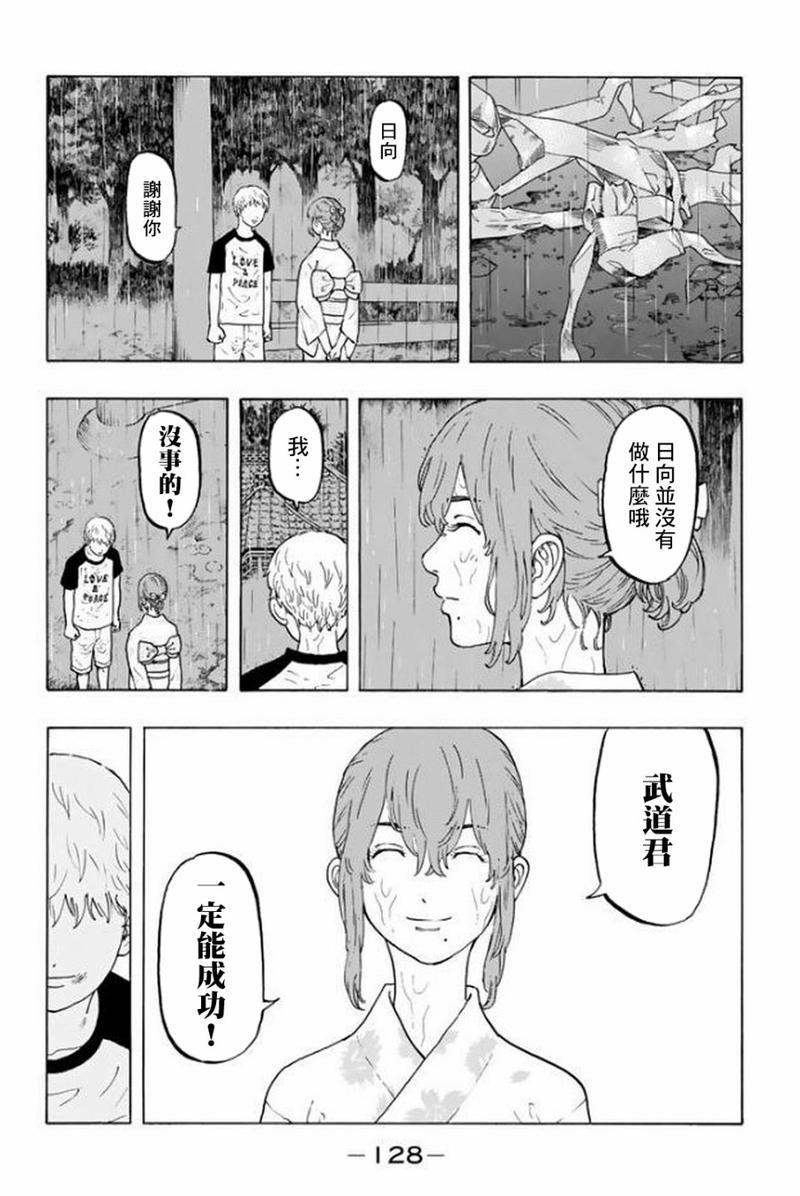 日向
謝謝你
LOVE
&
PEACE
日向並沒有
做什麼哦
我…
沒事的！
LOVE
&
PEACE
武道君
一定能成功！
—128—